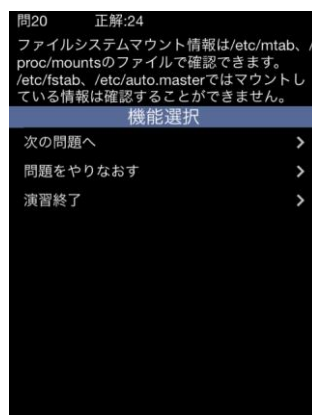 問20 正解:24
ファイルシステムマウント情報は/etc/mtab、/
proc/mountsのファイルで確認できます。
/etc/fstab、/etc/auto.masterではマウントし
ている情報は確認することができません。
機能選択
次の問題へ
問題をやりなおす
演習終了